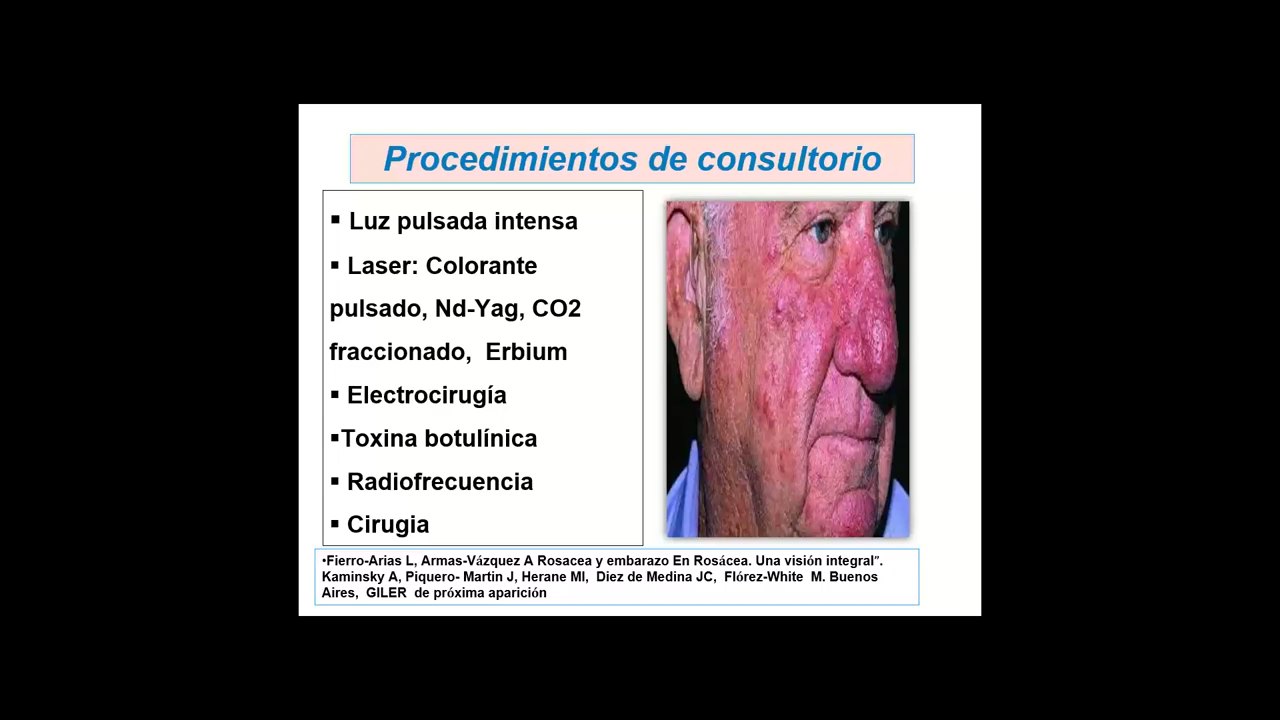 Procedimientos de consultorio
▪ Luz pulsada intensa
▪ Laser: Colorante
pulsado, Nd-Yag, CO2
fraccionado, Erbium
▪ Electrocirugía
▪Toxina botulínica
▪ Radiofrecuencia
▪ Cirugia
•Fierro-Arias L, Armas-Vázquez A Rosacea y embarazo En Rosácea. Una visión integral”.
Kaminsky A, Piquero- Martin J, Herane MI, Diez de Medina JC, Flórez-White M. Buenos
Aires, GILER de próxima aparición